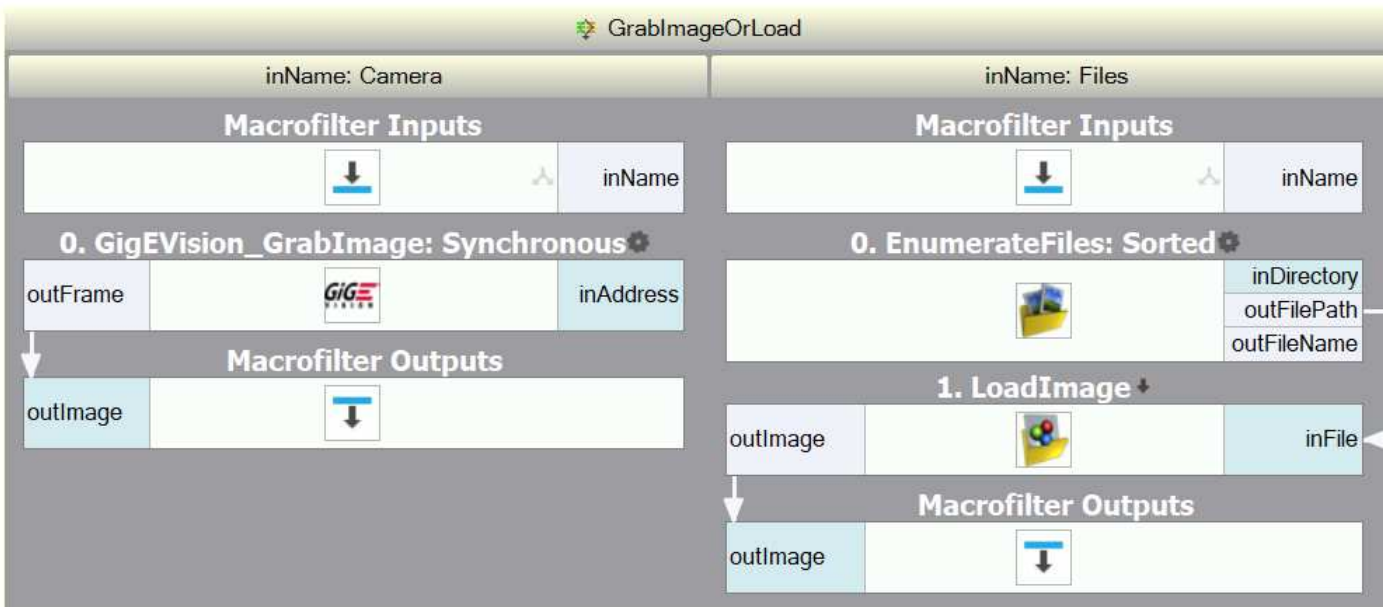 GrabImageOrLoad
inName: Camera
Macrofilter Inputs
inName
0. GigEVision_GrabImage: Synchronous
outFrame
GiGE
VISION
inAddress
Macrofilter Outputs
outImage
inName: Files
Macrofilter Inputs
inName
0. EnumerateFiles: Sorted
inDirectory
outFilePath
outFileName
1. LoadImage
outImage
inFile
Macrofilter Outputs
outImage